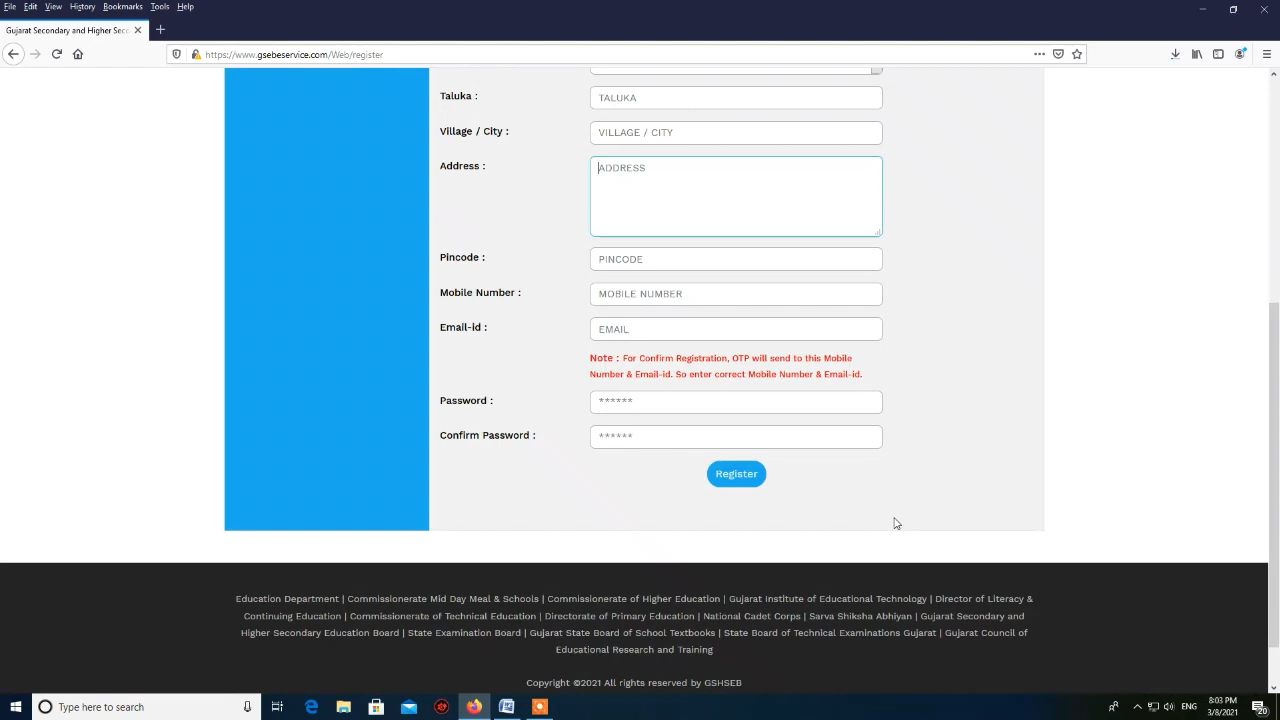 File Edit View History Bookmarks Tools Help
Gujarat Secondary and Higher Seco
https://www.gsebeservice.com/Web/register
Taluka : TALUKA
Village / City : VILLAGE / CITY
Address : ADDRESS
Pincode : PINCODE
Mobile Number : MOBILE NUMBER
Email-id : EMAIL
Note : For Confirm Registration, OTP will send to this Mobile
Number & Email-id. So enter correct Mobile Number & Email-id.
Password : ******
Confirm Password : ******
Register
Education Department | Commissionerate Mid Day Meal & Schools | Commissionerate of Higher Education | Gujarat Institute of Educational Technology | Director of Literacy &
Continuing Education | Commissionerate of Technical Education | Directorate of Primary Education | National Cadet Corps | Sarva Shiksha Abhiyan | Gujarat Secondary and
Higher Secondary Education Board | State Examination Board | Gujarat State Board of School Textbooks | State Board of Technical Examinations Gujarat | Gujarat Council of
Educational Research and Training
Copyright ©2021 All rights reserved by GSHSEB
Type here to search
ENG
8:03 PM
3/8/2021
20